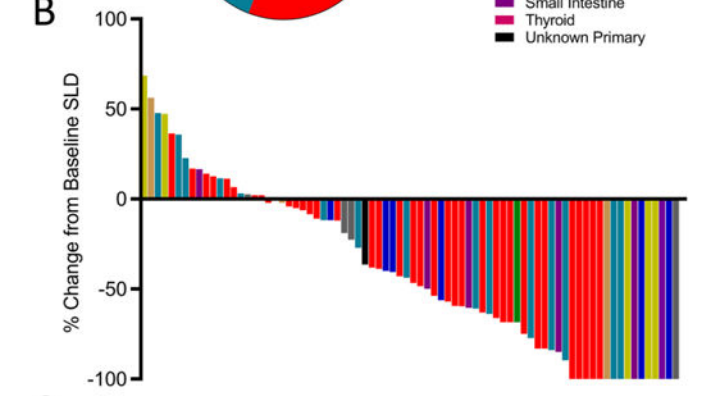 B
Small Intestine
Thyroid
Unknown Primary
100
50
0
-50
-100
% Change from Baseline SLD